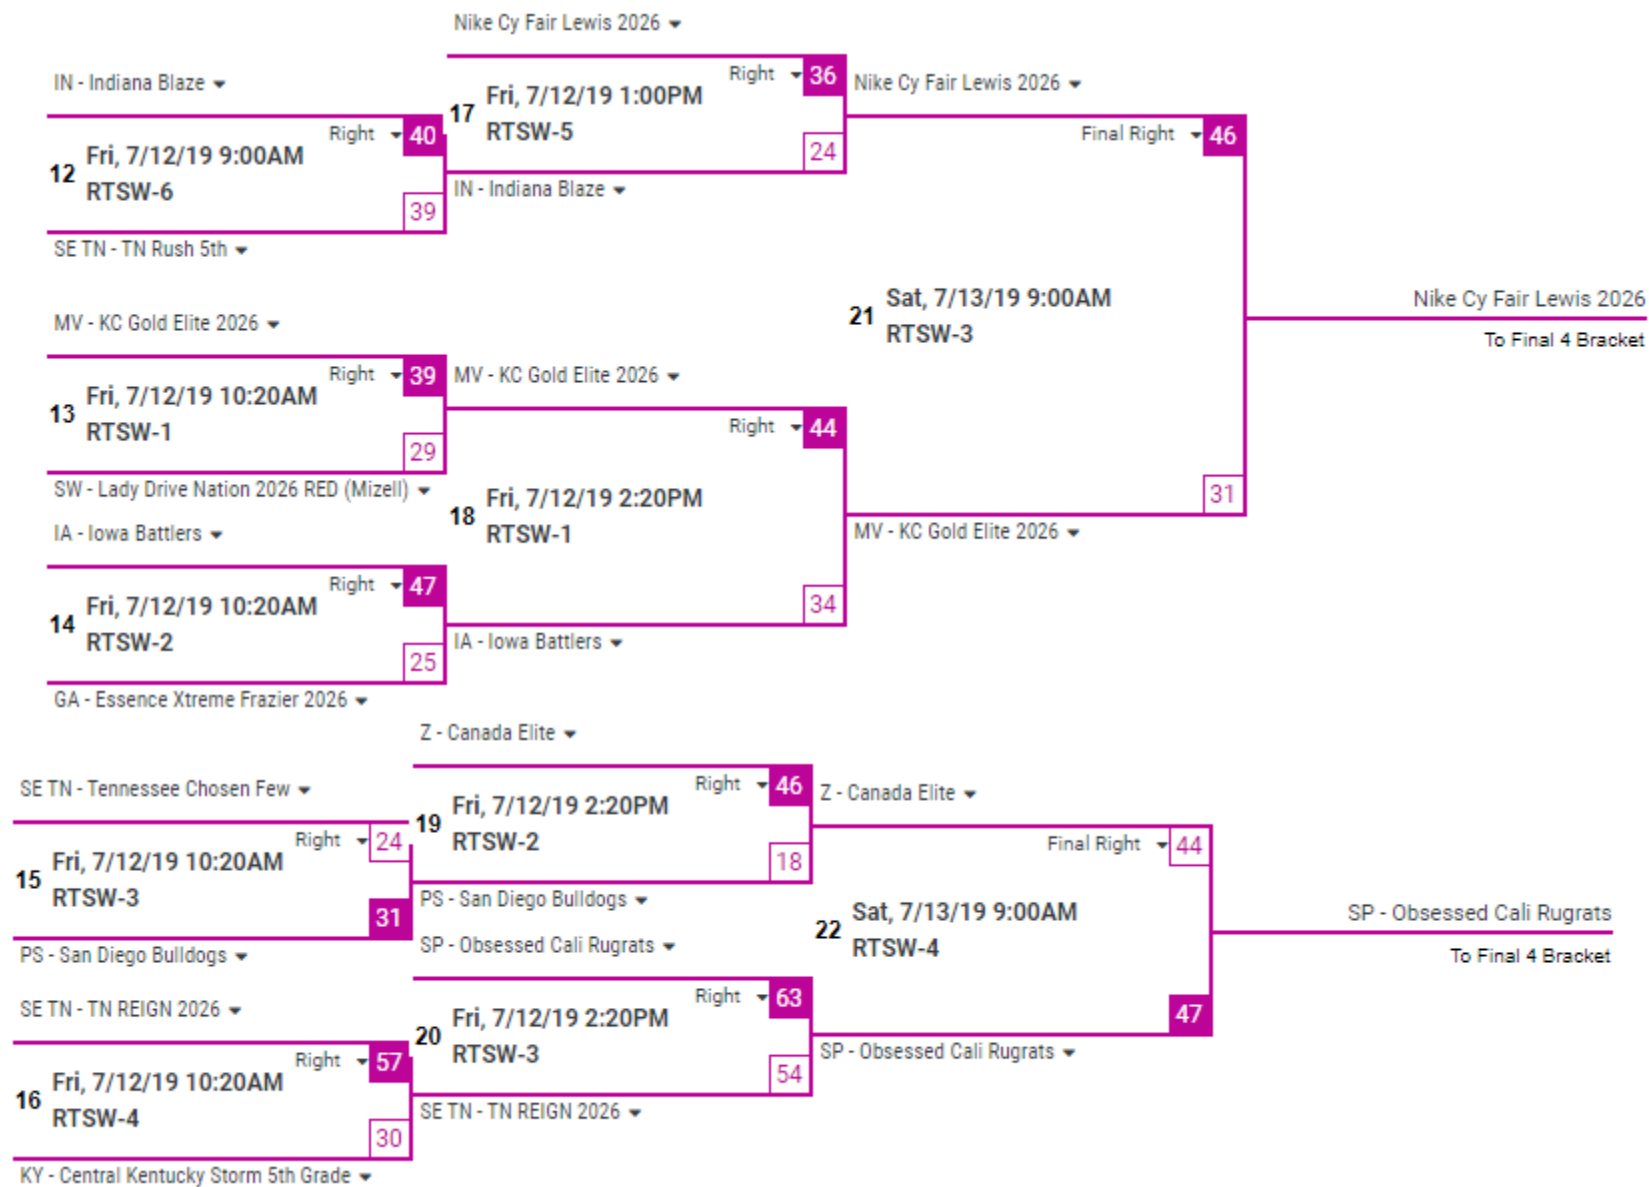 Nike Cy Fair Lewis 2026
IN - Indiana Blaze
Right 36
Nike Cy Fair Lewis 2026
17 Fri, 7/12/19 1:00PM
RTSW-5
Right 40
Final Right 46
12 Fri, 7/12/19 9:00AM
RTSW-6
24
IN - Indiana Blaze
39
SE TN - TN Rush 5th
21 Sat, 7/13/19 9:00AM
RTSW-3
Nike Cy Fair Lewis 2026
To Final 4 Bracket
MV - KC Gold Elite 2026
Right 39
MV - KC Gold Elite 2026
13 Fri, 7/12/19 10:20AM
RTSW-1
Right 44
29
SW - Lady Drive Nation 2026 RED (Mizell)
18 Fri, 7/12/19 2:20PM
RTSW-1
31
IA - Iowa Battlers
MV - KC Gold Elite 2026
Right 47
14 Fri, 7/12/19 10:20AM
RTSW-2
34
IA - Iowa Battlers
25
GA - Essence Xtreme Frazier 2026
Z - Canada Elite
SE TN - Tennessee Chosen Few
Right 46
Z - Canada Elite
19 Fri, 7/12/19 2:20PM
RTSW-2
Right 24
Final Right 44
15 Fri, 7/12/19 10:20AM
RTSW-3
18
PS - San Diego Bulldogs
31
22 Sat, 7/13/19 9:00AM
RTSW-4
SP - Obsessed Cali Rugrats
To Final 4 Bracket
PS - San Diego Bulldogs
SP - Obsessed Cali Rugrats
SE TN - TN REIGN 2026
Right 63
47
20 Fri, 7/12/19 2:20PM
RTSW-3
SP - Obsessed Cali Rugrats
Right 57
16 Fri, 7/12/19 10:20AM
RTSW-4
54
SE TN - TN REIGN 2026
30
KY - Central Kentucky Storm 5th Grade